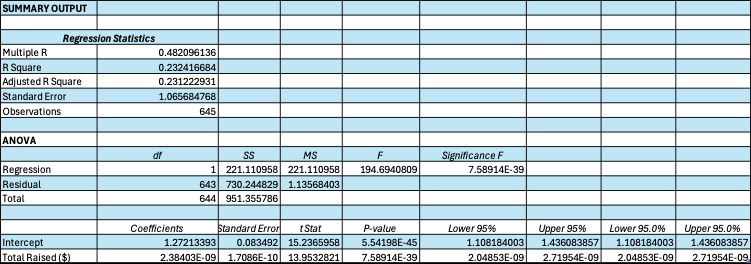 SUMMARY OUTPUT
Regression Statistics
Multiple R 0.482096136
R Square 0.232416684
Adjusted R Square 0.231222931
Standard Error 1.065684768
Observations 645
ANOVA
df SS MS F Significance F
Regression 1 221.110958 221.110958 194.6940809 7.58914E-39
Residual 643 730.244829 1.13568403
Total 644 951.355786
Coefficients Standard Error t Stat P-value Lower 95% Upper 95% Lower 95.0% Upper 95.0%
Intercept 1.27213393 0.083492 15.2365958 5.54198E-45 1.108184003 1.436083857 1.108184003 1.436083857
Total Raised ($) 2.38403E-09 1.7086E-10 13.9532821 7.58914E-39 2.04853E-09 2.71954E-09 2.04853E-09 2.71954E-09